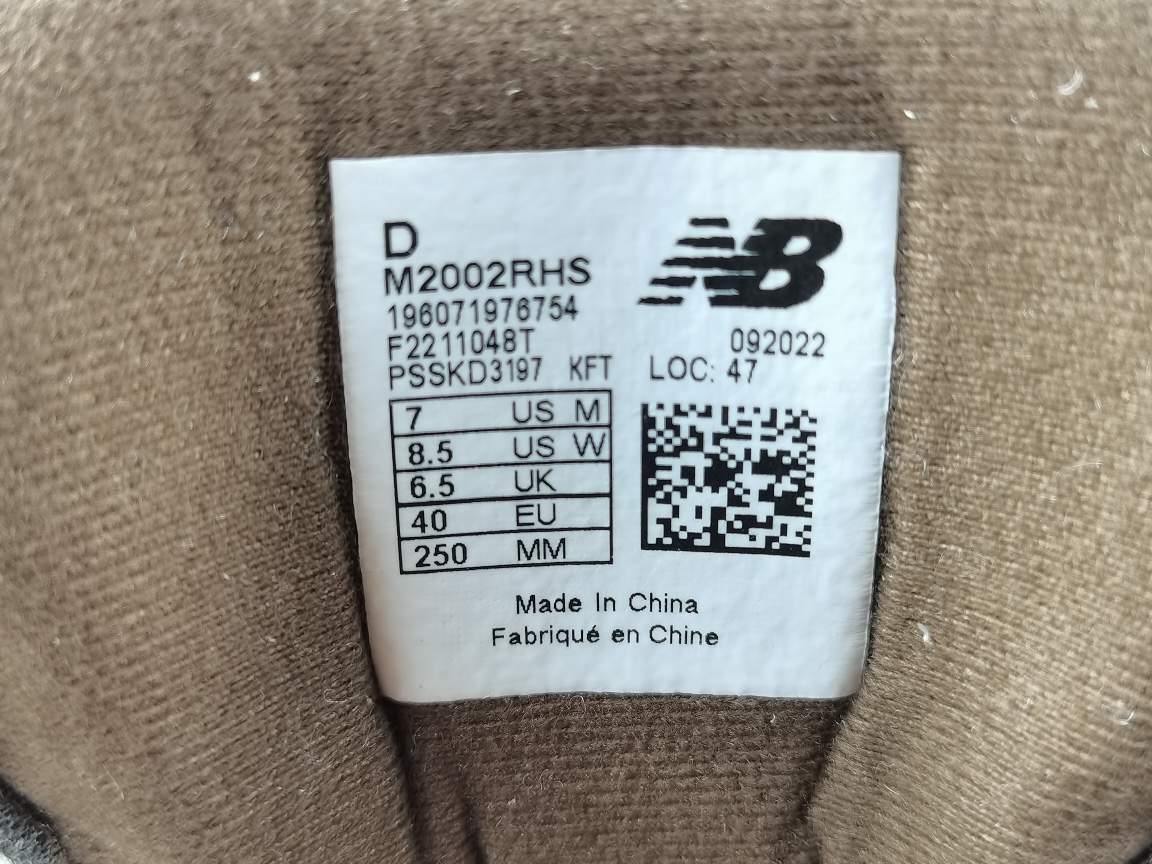 D
NB
M2002RHS
196071976754
F2211048T 092022
PSSKD3197 KFT LOC: 47
7 US M
8.5 US W
6.5 UK
40 EU
250 MM
Made In China
Fabriqué en Chine